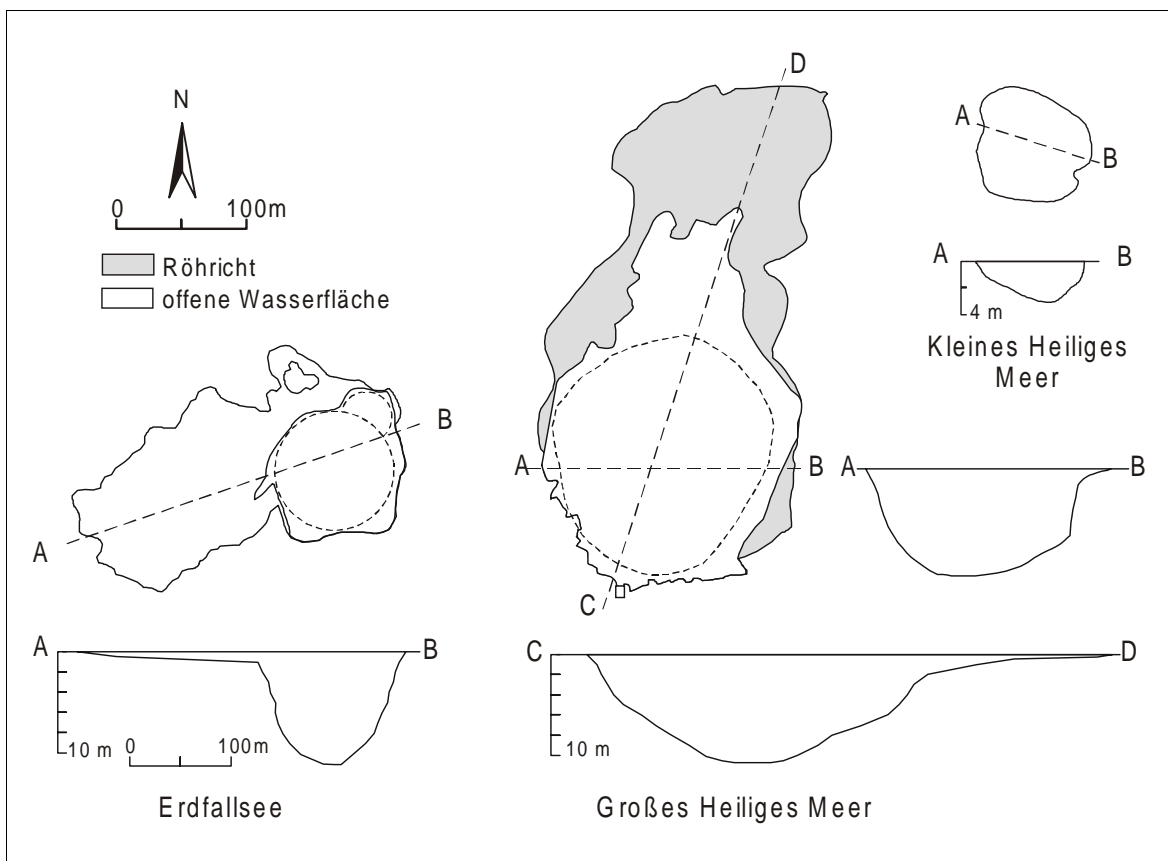 N
0 100m
Röhricht
offene Wasserfläche
A
B
Erdfallsee
A
B
10 m
0 100m
D
A
B
C
A
B
C
D
10 m
Großes Heiliges Meer
A
B
A
B
4 m
Kleines Heiliges
Meer